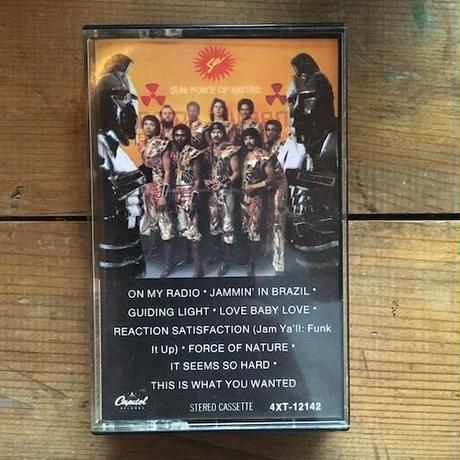 Sun
SUN: FORCE OF NATURE
ON MY RADIO • JAMMIN' IN BRAZIL •
GUIDING LIGHT • LOVE BABY LOVE •
REACTION SATISFACTION (Jam Ya'll: Funk
It Up) • FORCE OF NATURE •
IT SEEMS SO HARD •
THIS IS WHAT YOU WANTED
Capitol
RECORDS
STEREO CASSETTE 4XT-12142